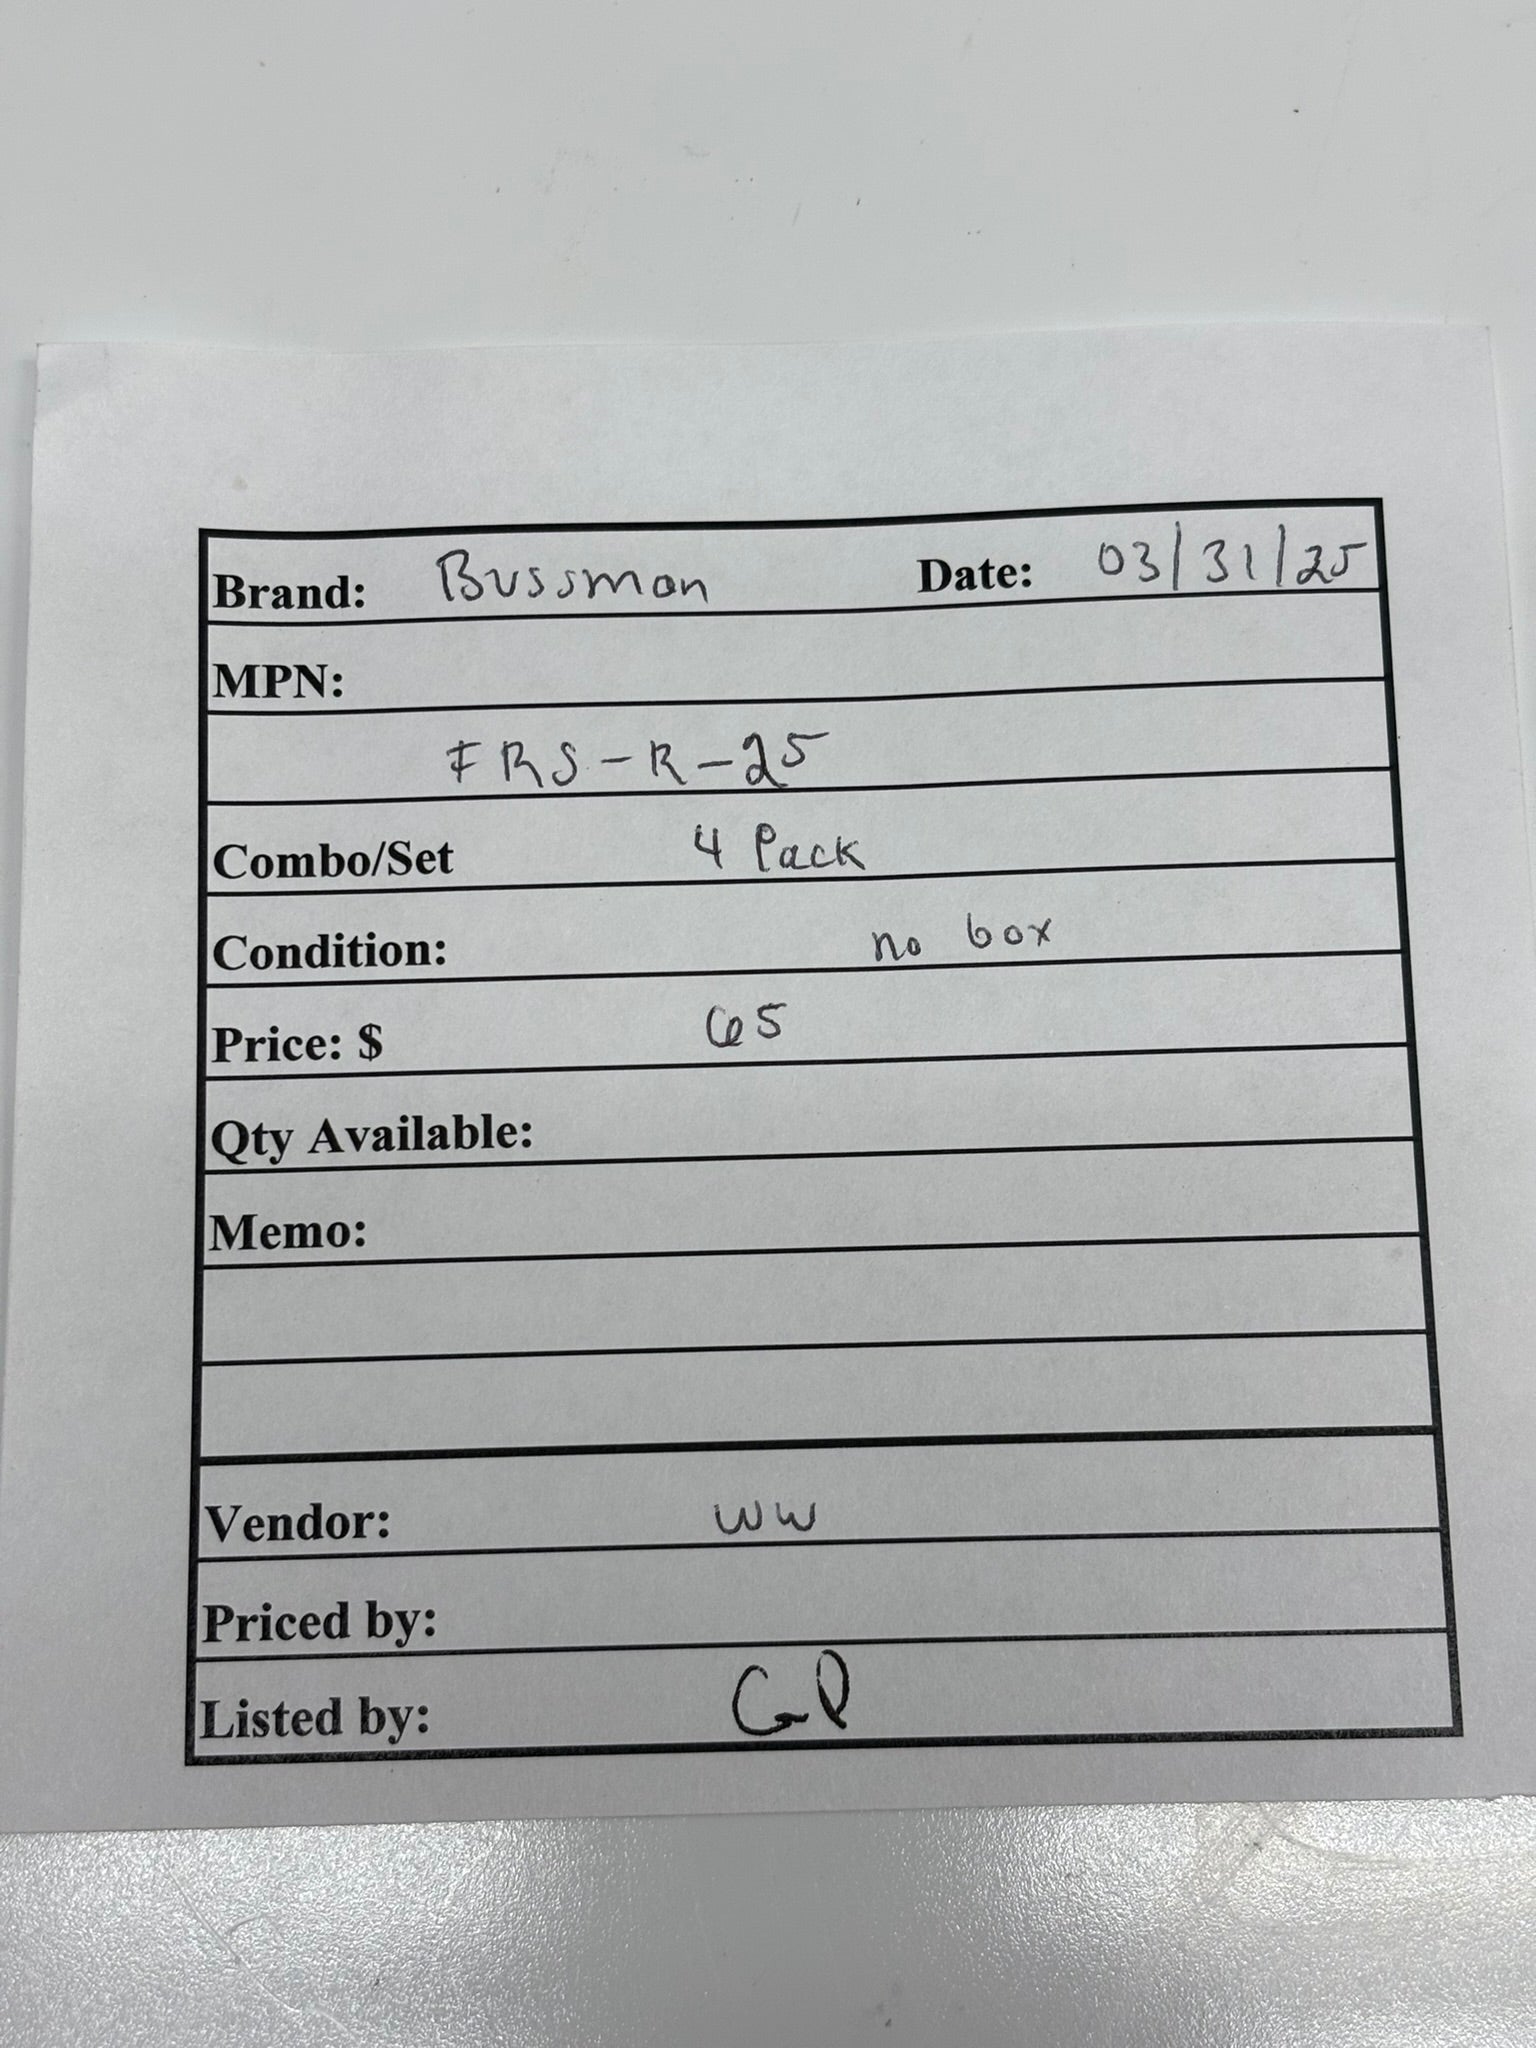 Brand: Bussman Date: 03/31/25
MPN:
FRS-R-25
Combo/Set 4 Pack
Condition: no box
Price: $ 65
Qty Available:
Memo:
Vendor: WW
Priced by:
Listed by: GP